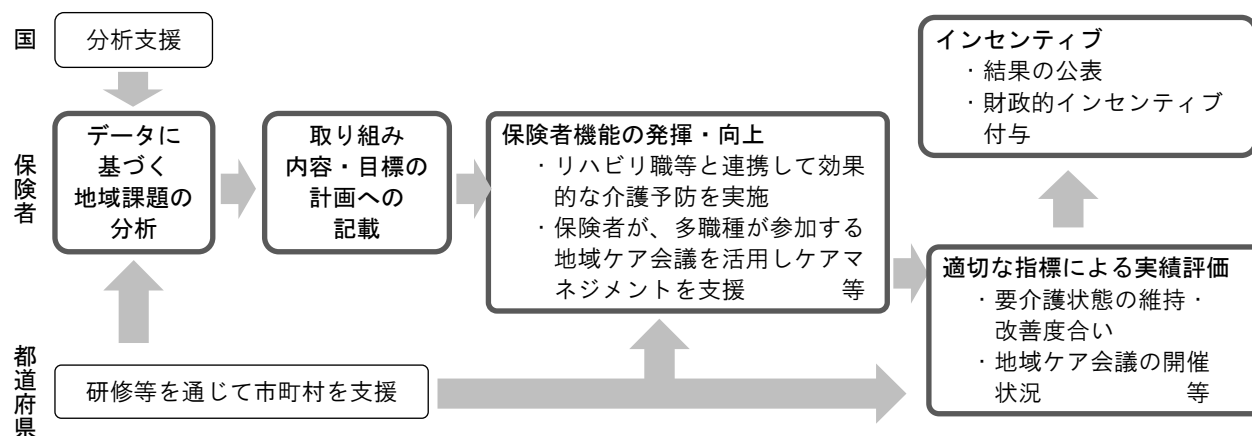 国
分析支援
保険者
データに
基づく
地域課題の
分析
取り組み
内容・目標の
計画への
記載
保険者機能の発揮・向上
・リハビリ職等と連携して効果
的な介護予防を実施
・保険者が、多職種が参加する
地域ケア会議を活用しケアマ
ネジメントを支援 等
インセンティブ
・結果の公表
・財政的インセンティブ
付与
適切な指標による実績評価
・要介護状態の維持・
改善度合い
・地域ケア会議の開催
状況 等
都道府県
研修等を通じて市町村を支援